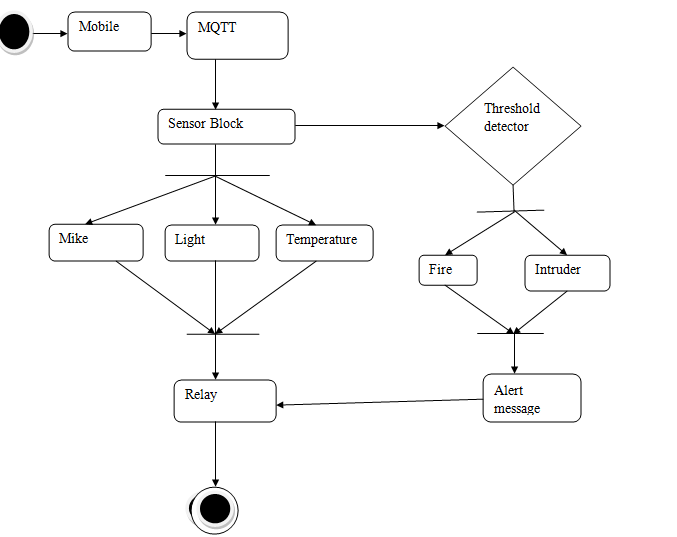 Mobile
MQTT
Threshold
detector
Sensor Block
Mike
Light
Temperature
Fire
Intruder
Relay
Alert
message